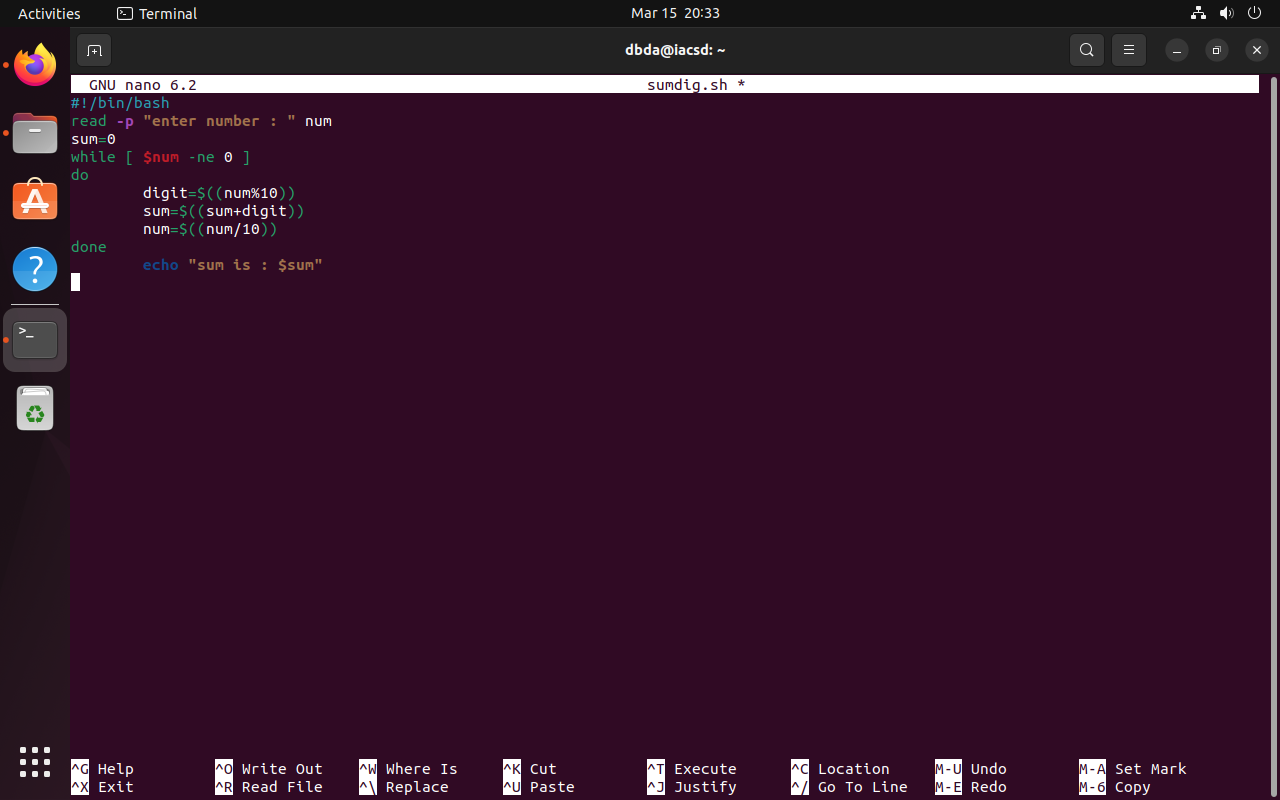 Activities Terminal Mar 15 20:33
dbda@iacsd: ~
GNU nano 6.2 sumdig.sh *
#!/bin/bash
read -p "enter number : " num
sum=0
while [ $num -ne 0 ]
do
digit=$((num%10))
sum=$((sum+digit))
num=$((num/10))
done
echo "sum is : $sum"
^G Help ^O Write Out ^W Where Is ^K Cut ^T Execute ^C Location M-U Undo M-A Set Mark
^X Exit ^R Read File ^\ Replace ^U Paste ^J Justify ^/ Go To Line M-E Redo M-6 Copy